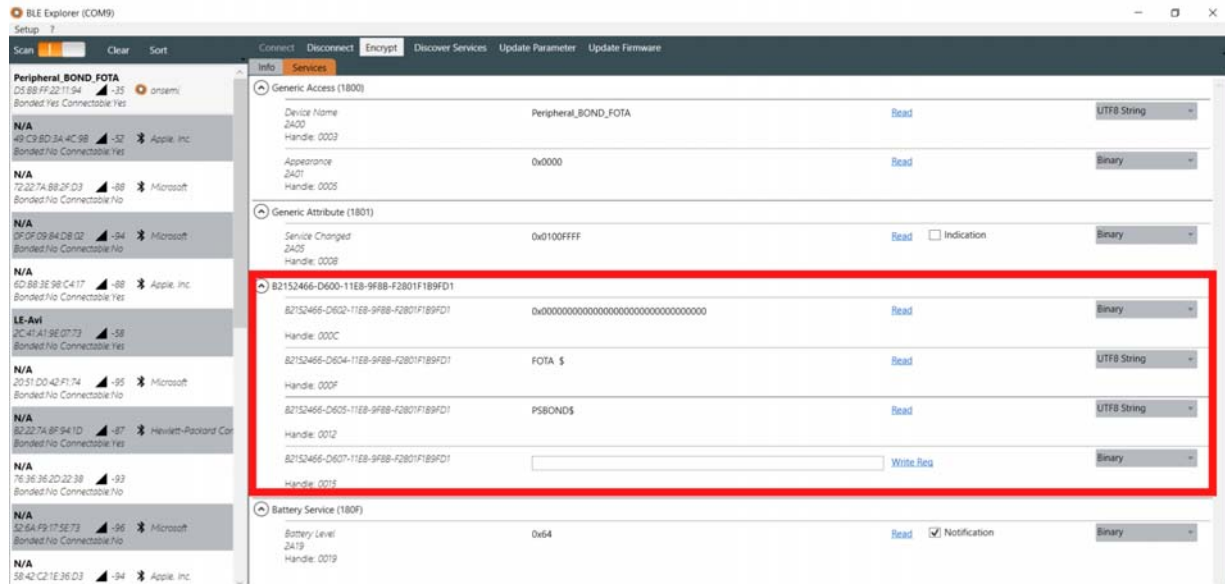 BLE Explorer (COM9)
Setup ?
Scan Clear Sort
Connect Disconnect Encrypt Discover Services Update Parameter Update Firmware
Peripheral_BOND_FOTA
D5:88:FF:22:11:94 -35 onsemi
Bonded:Yes Connectable:Yes
N/A
49:C9:BD:3A:4C:9B -52 Apple, Inc.
Bonded:No Connectable:Yes
N/A
72:22:7A:B8:2F:D3 -88 Microsoft
Bonded:No Connectable:No
N/A
0F:0F:09:84:DB:02 -94 Microsoft
Bonded:No Connectable:No
N/A
6D:B8:3E:98:C4:17 -88 Apple, Inc.
Bonded:No Connectable:Yes
LE-Avi
2C:41:A1:9E:07:73 -58
Bonded:No Connectable:Yes
N/A
20:51:D0:42:F1:74 -95 Microsoft
Bonded:No Connectable:No
N/A
B2:22:7A:8F:94:1D -87 Hewlett-Packard Con
Bonded:No Connectable:Yes
N/A
76:36:36:2D:22:38 -93
Bonded:No Connectable:No
N/A
52:6A:F9:17:5E:73 -96 Microsoft
Bonded:No Connectable:No
N/A
58:42:C2:1E:36:D3 -94 Apple, Inc.
Info Services
Generic Access (1800)
Device Name Peripheral_BOND_FOTA Read UTF8 String
2A00
Handle: 0003
Appearance 0x0000 Read Binary
2A01
Handle: 0005
Generic Attribute (1801)
Service Changed 0x0100FFFF Read Indication Binary
2A05
Handle: 0008
B2152466-D600-11E8-9F8B-F2801F1B9FD1
B2152466-D602-11E8-9F8B-F2801F1B9FD1 Read Binary
Handle: 000C
B2152466-D604-11E8-9F8B-F2801F1B9FD1 FOTA $ Read UTF8 String
Handle: 000F
B2152466-D605-11E8-9F8B-F2801F1B9FD1 PSBOND$ Read UTF8 String
Handle: 0012
B2152466-D607-11E8-9F8B-F2801F1B9FD1 Write Req Binary
Handle: 0015
Battery Service (180F)
Battery Level 0x64 Read Notification Binary
2A19
Handle: 0019